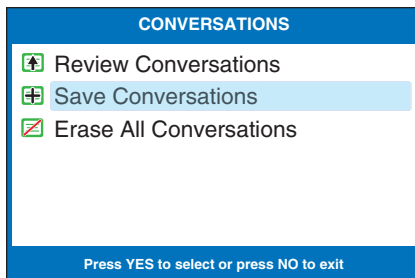 CONVERSATIONS
Review Conversations
Save Conversations
Erase All Conversations
Press YES to select or press NO to exit